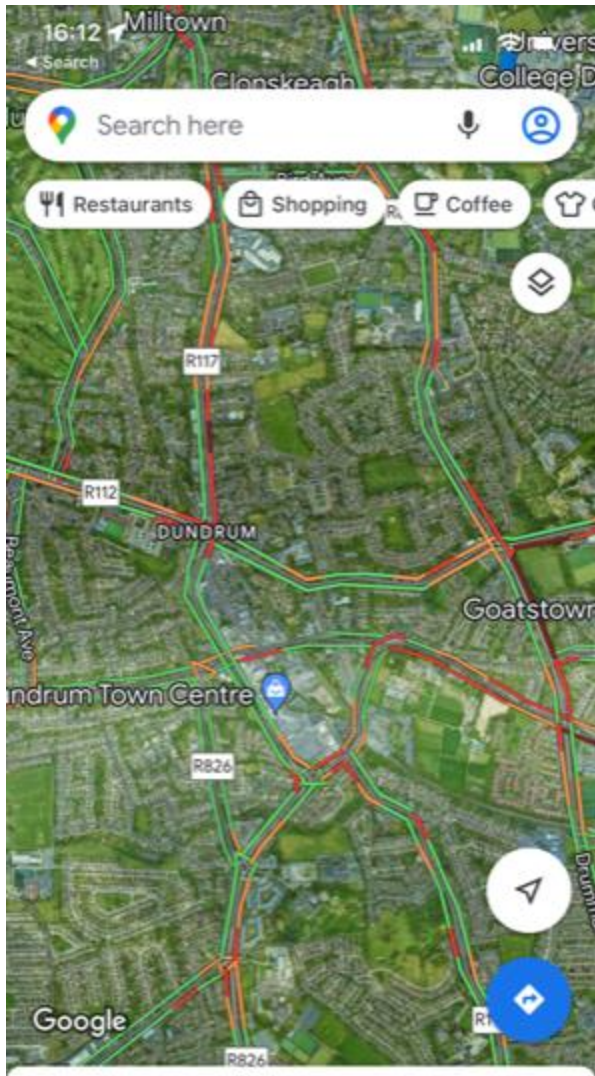 16:12
Milltown
Search
Clonskeagh
Univers
College D
Search here
Restaurants
Shopping
Coffee
R117
R112
DUNDRUM
Goatstown
ndrum Town Centre
R826
Google
R826